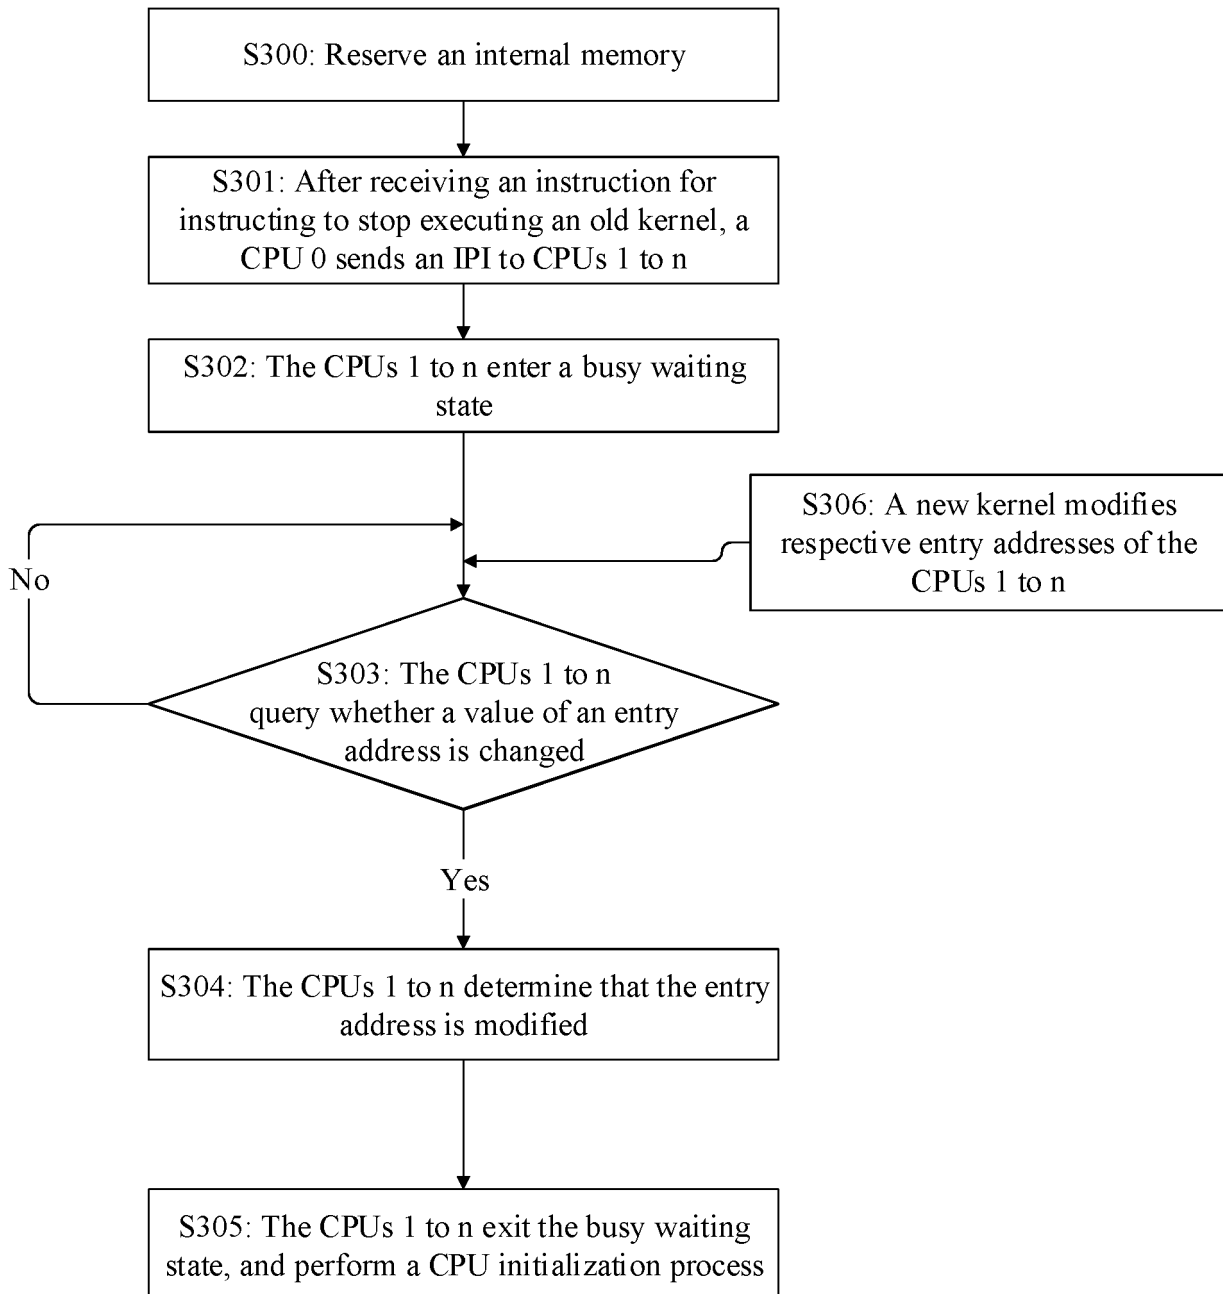 S300: Reserve an internal memory
S301: After receiving an instruction for
instructing to stop executing an old kernel, a
CPU 0 sends an IPI to CPUs 1 to n
S302: The CPUs 1 to n enter a busy waiting
state
S306: A new kernel modifies
respective entry addresses of the
CPUs 1 to n
No
S303: The CPUs 1 to n
query whether a value of an entry
address is changed
Yes
S304: The CPUs 1 to n determine that the entry
address is modified
S305: The CPUs 1 to n exit the busy waiting
state, and perform a CPU initialization process